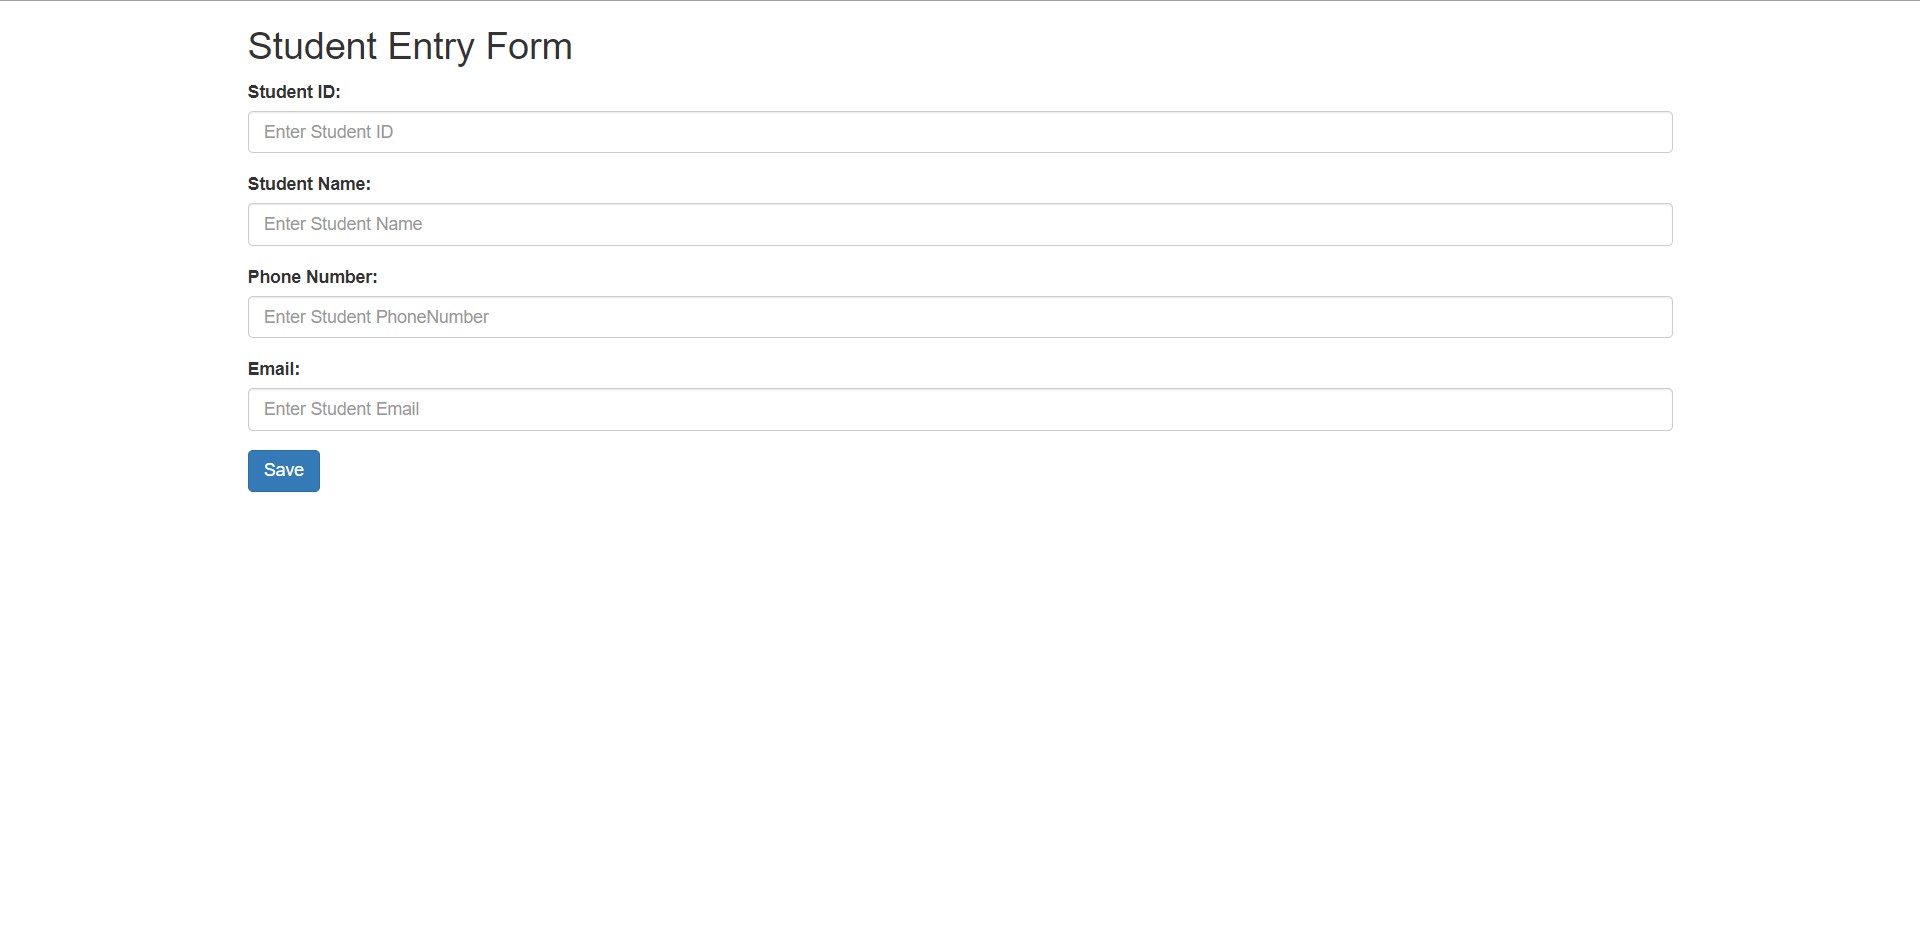 Student Entry Form
Student ID:
Enter Student ID
Student Name:
Enter Student Name
Phone Number:
Enter Student PhoneNumber
Email:
Enter Student Email
Save